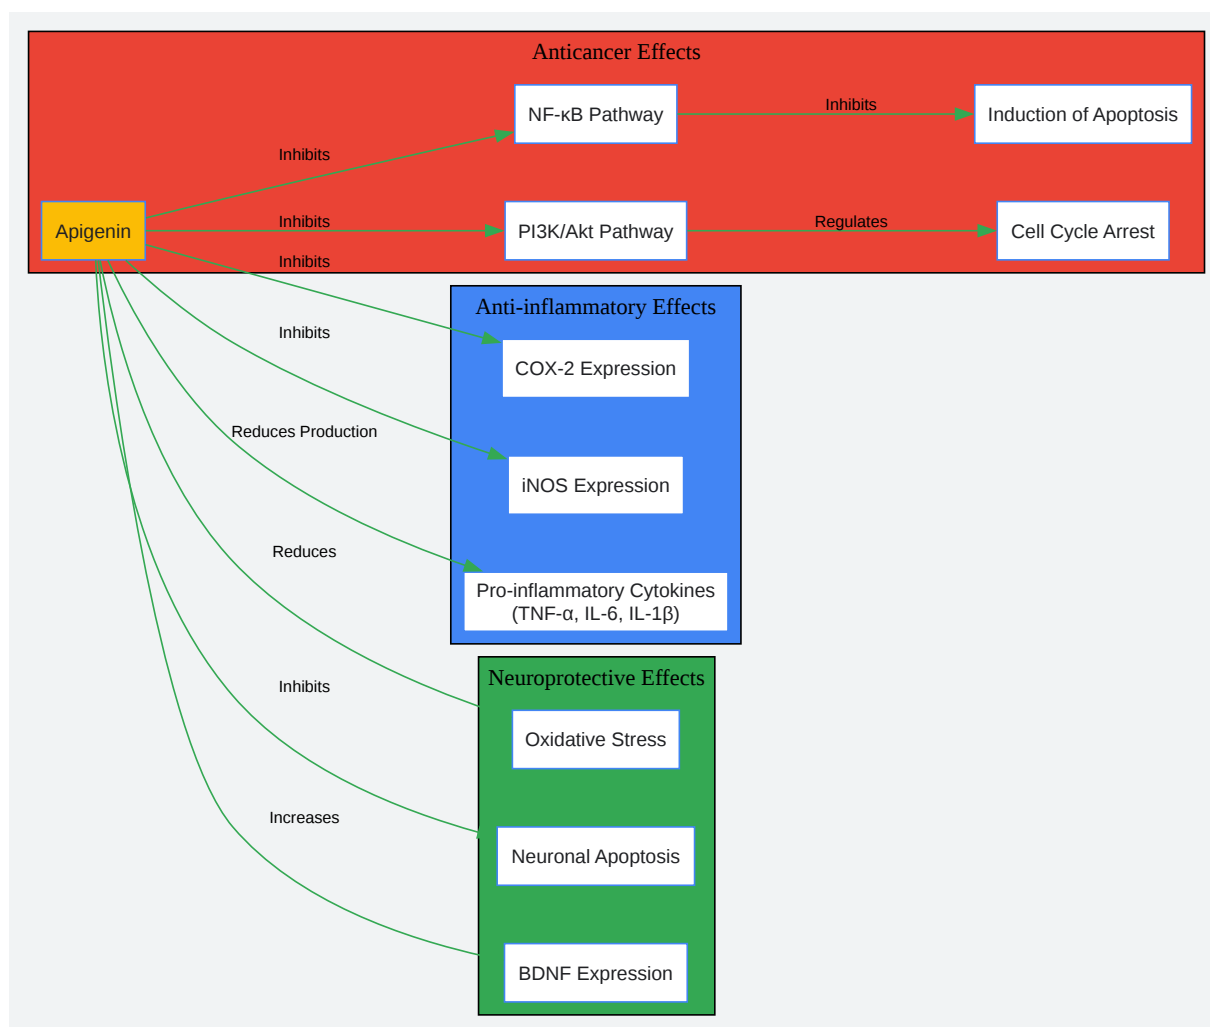 Anticancer Effects
NF-κB Pathway
Inhibits
Induction of Apoptosis
Inhibits
Apigenin
Inhibits
PI3K/Akt Pathway
Regulates
Cell Cycle Arrest
Inhibits
Anti-inflammatory Effects
Inhibits
COX-2 Expression
Reduces Production
iNOS Expression
Reduces
Pro-inflammatory Cytokines
(TNF-α, IL-6, IL-1β)
Neuroprotective Effects
Inhibits
Oxidative Stress
Increases
Neuronal Apoptosis
BDNF Expression